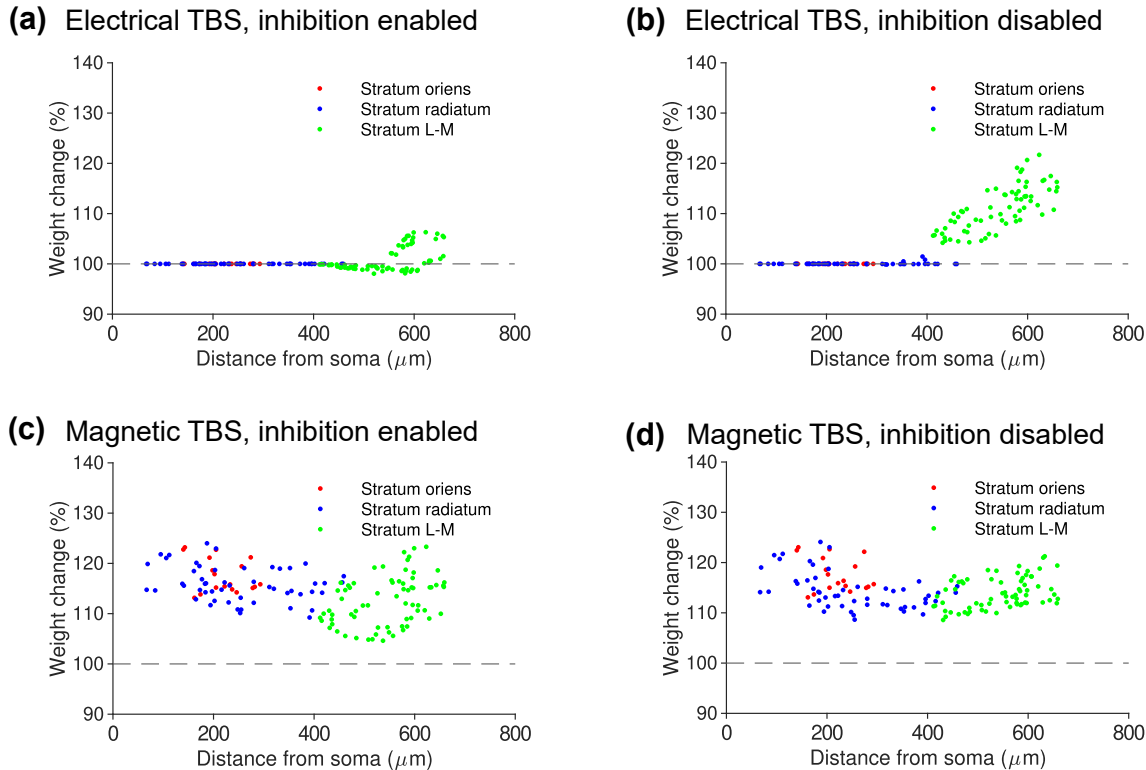 (a) Electrical TBS, inhibition enabled
140
130
120
110
100
90
Weight change (%)
Stratum oriens
Stratum radiatum
Stratum L-M
0 200 400 600 800
Distance from soma (μm)
(b) Electrical TBS, inhibition disabled
140
130
120
110
100
90
Weight change (%)
Stratum oriens
Stratum radiatum
Stratum L-M
0 200 400 600 800
Distance from soma (μm)
(c) Magnetic TBS, inhibition enabled
140
130
120
110
100
90
Weight change (%)
Stratum oriens
Stratum radiatum
Stratum L-M
0 200 400 600 800
Distance from soma (μm)
(d) Magnetic TBS, inhibition disabled
140
130
120
110
100
90
Weight change (%)
Stratum oriens
Stratum radiatum
Stratum L-M
0 200 400 600 800
Distance from soma (μm)